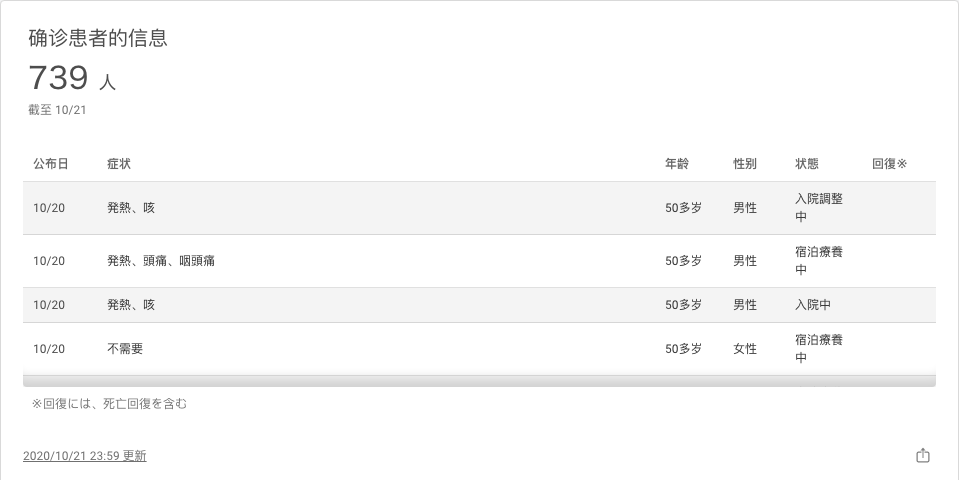 确诊患者的信息
739 人
截至 10/21
公布日 症状 年龄 性别 状態 回復※
10/20 発熱、咳 50多岁 男性 入院調整
中
10/20 発熱、頭痛、咽頭痛 50多岁 男性 宿泊療養
中
10/20 発熱、咳 50多岁 男性 入院中
10/20 不需要 50多岁 女性 宿泊療養
中
※回復には、死亡回復を含む
2020/10/21 23:59 更新